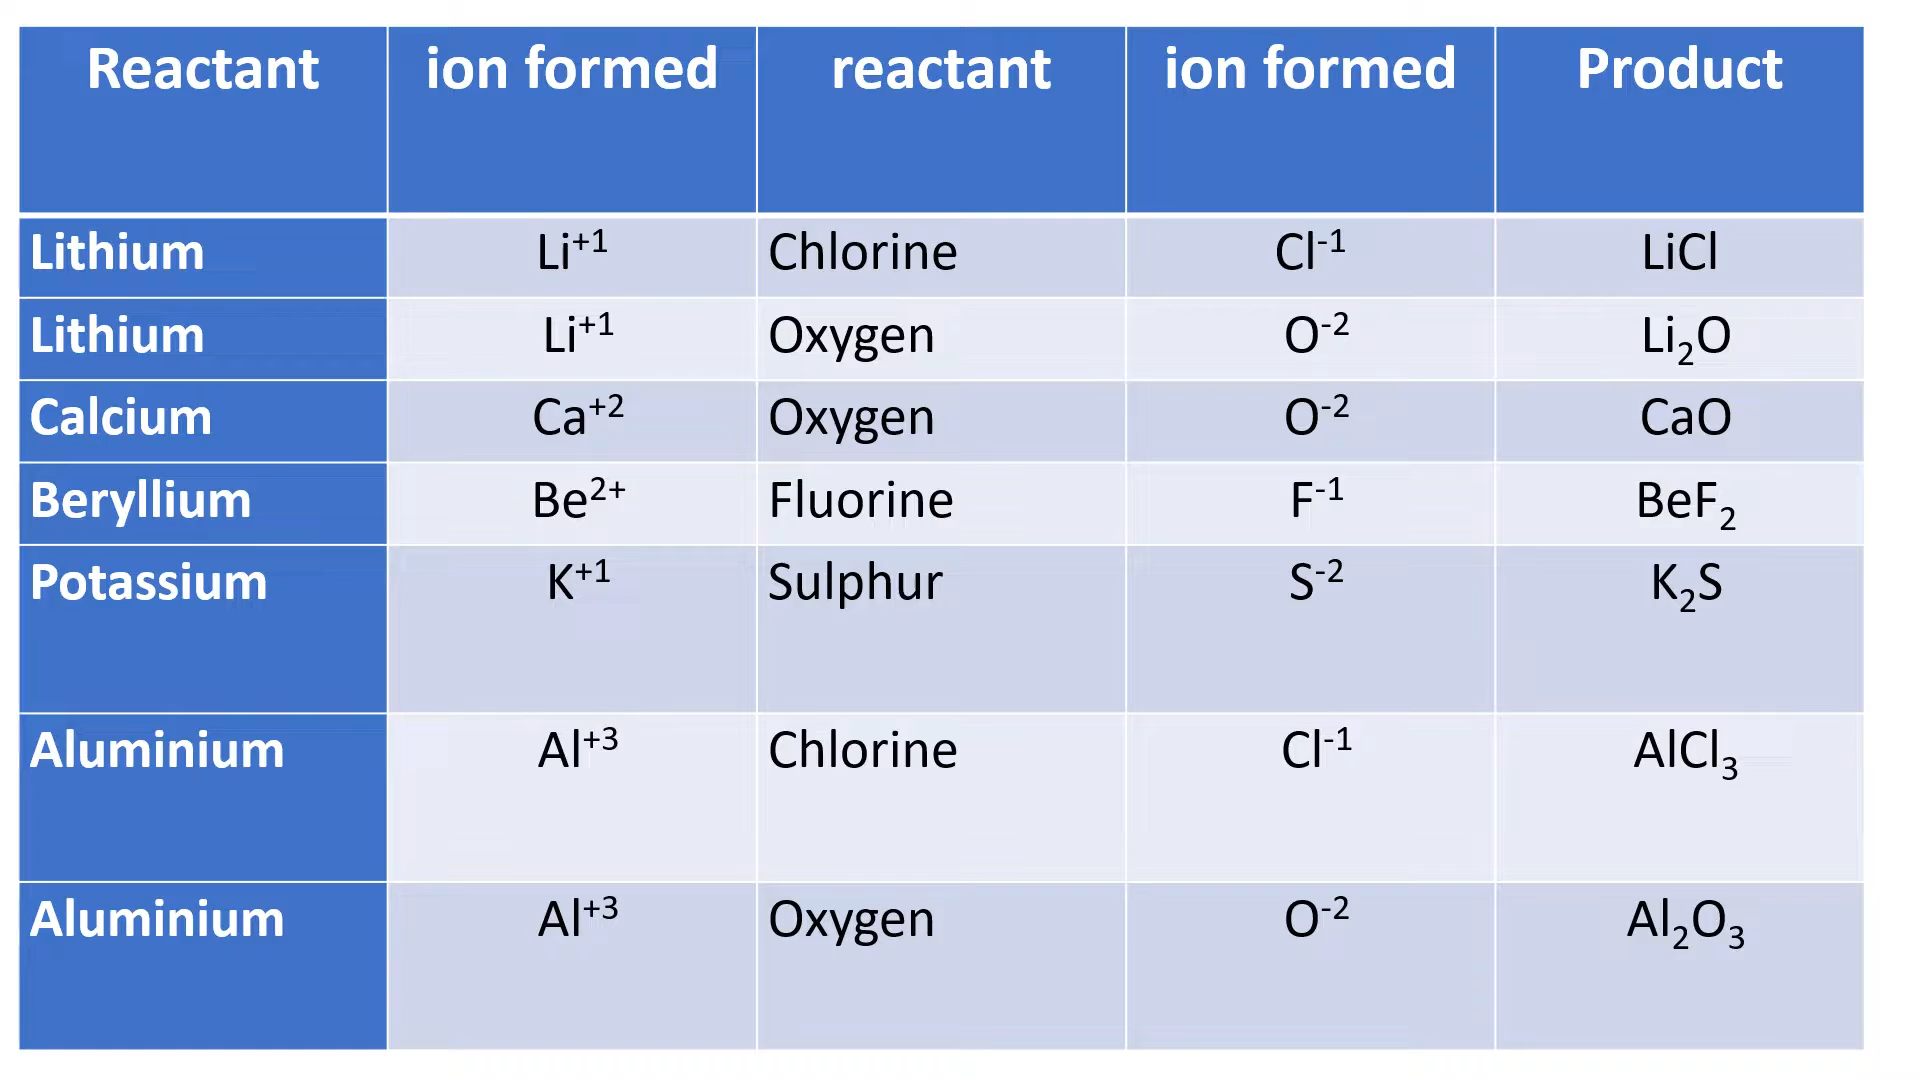 Reactant ion formed reactant ion formed Product
Lithium Li⁺¹ Chlorine Cl⁻¹ LiCl
Lithium Li⁺¹ Oxygen O⁻² Li₂O
Calcium Ca⁺² Oxygen O⁻² CaO
Beryllium Be²⁺ Fluorine F⁻¹ BeF₂
Potassium K⁺¹ Sulphur S⁻² K₂S
Aluminium Al⁺³ Chlorine Cl⁻¹ AlCl₃
Aluminium Al⁺³ Oxygen O⁻² Al₂O₃